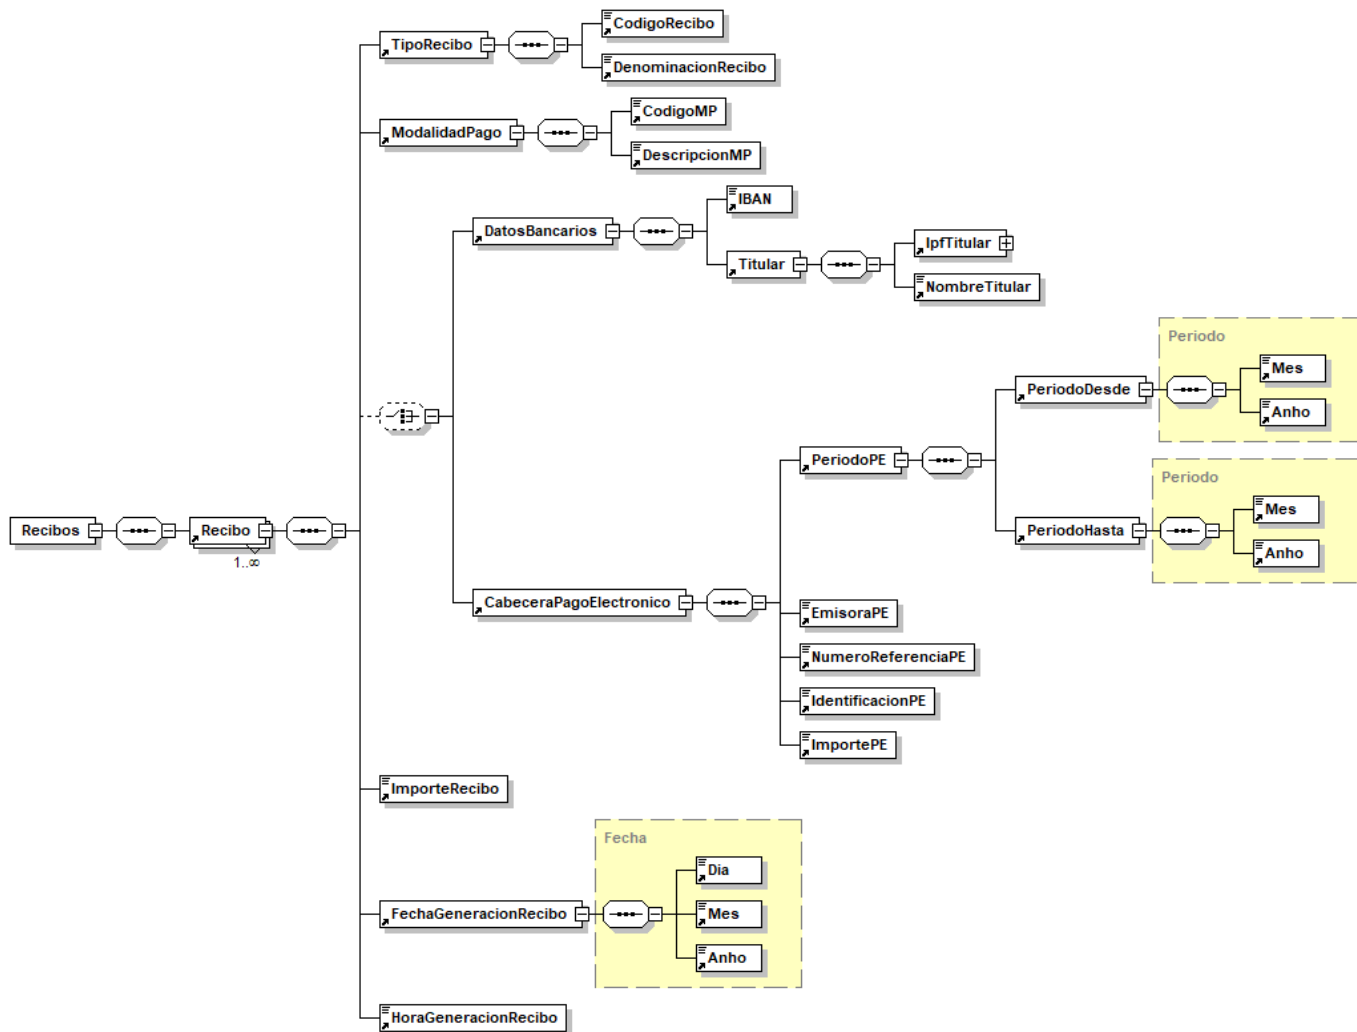 TipoRecibo
CodigoRecibo
DenominacionRecibo
ModalidadPago
CodigoMP
DescripcionMP
DatosBancarios
IBAN
Titular
IpfTitular
NombreTitular
Periodo
PeriodoDesde
Mes
Anho
PeriodoPE
Periodo
PeriodoHasta
Mes
Anho
Recibos
Recibo
1..∞
CabeceraPagoElectronico
EmisoraPE
NumeroReferenciaPE
IdentificacionPE
ImportePE
ImporteRecibo
Fecha
FechaGeneracionRecibo
Dia
Mes
Anho
HoraGeneracionRecibo